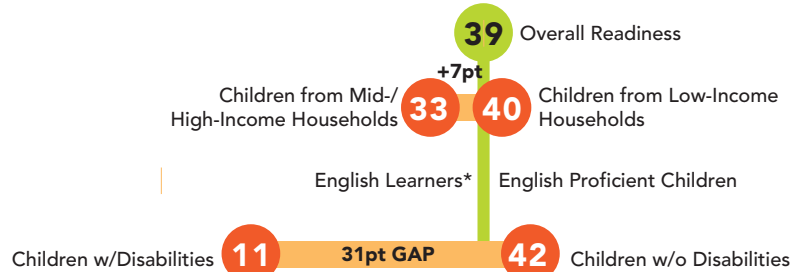 39 Overall Readiness
+7pt
Children from Mid-/
High-Income Households
33
40
Children from Low-Income
Households
English Learners*
English Proficient Children
Children w/Disabilities
11
31pt GAP
42
Children w/o Disabilities